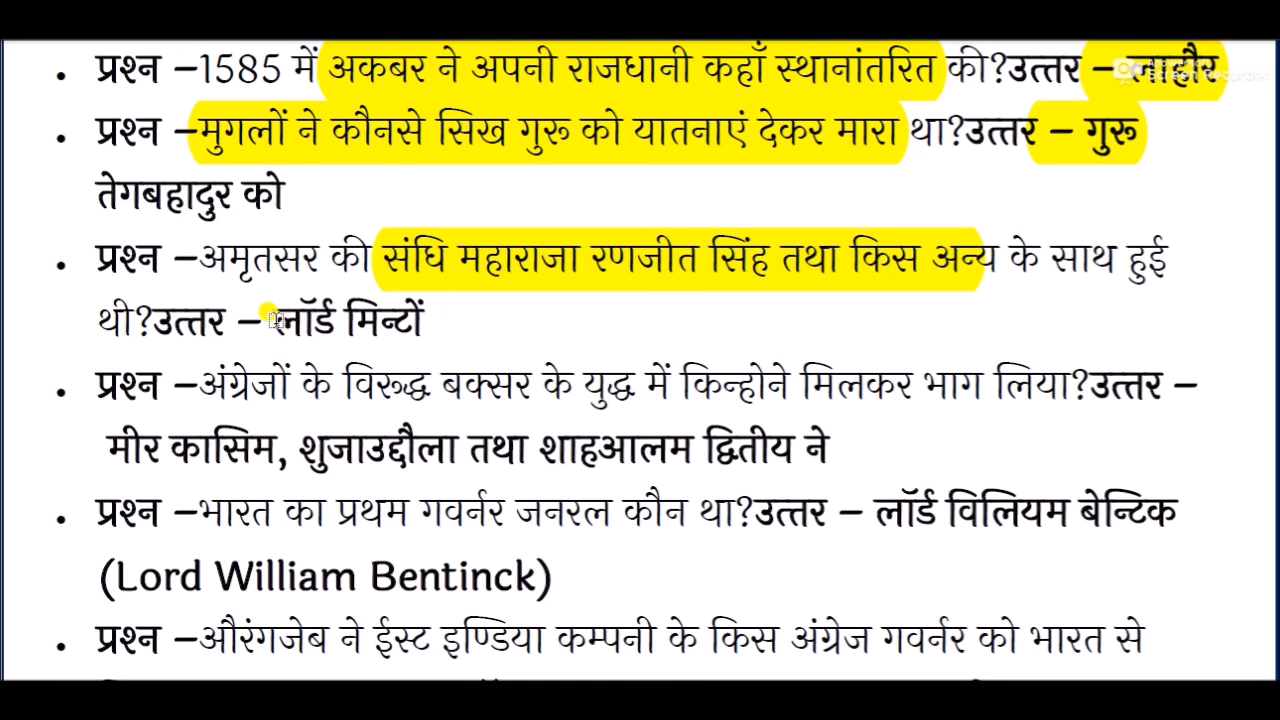 • प्रश्न –1585 में अकबर ने अपनी राजधानी कहाँ स्थानांतरित की?उत्तर – लाहौर
• प्रश्न –मुगलों ने कौनसे सिख गुरू को यातनाएं देकर मारा था?उत्तर – गुरू
तेगबहादुर को
• प्रश्न –अमृतसर की संधि महाराजा रणजीत सिंह तथा किस अन्य के साथ हुई
थी?उत्तर – लॉर्ड मिन्टों
• प्रश्न –अंग्रेजों के विरूद्ध बक्सर के युद्ध में किन्होने मिलकर भाग लिया?उत्तर –
मीर कासिम, शुजाउद्दौला तथा शाहआलम द्वितीय ने
• प्रश्न –भारत का प्रथम गवर्नर जनरल कौन था?उत्तर – लॉर्ड विलियम बेन्टिक
(Lord William Bentinck)
• प्रश्न –औरंगजेब ने ईस्ट इण्डिया कम्पनी के किस अंग्रेज गवर्नर को भारत से